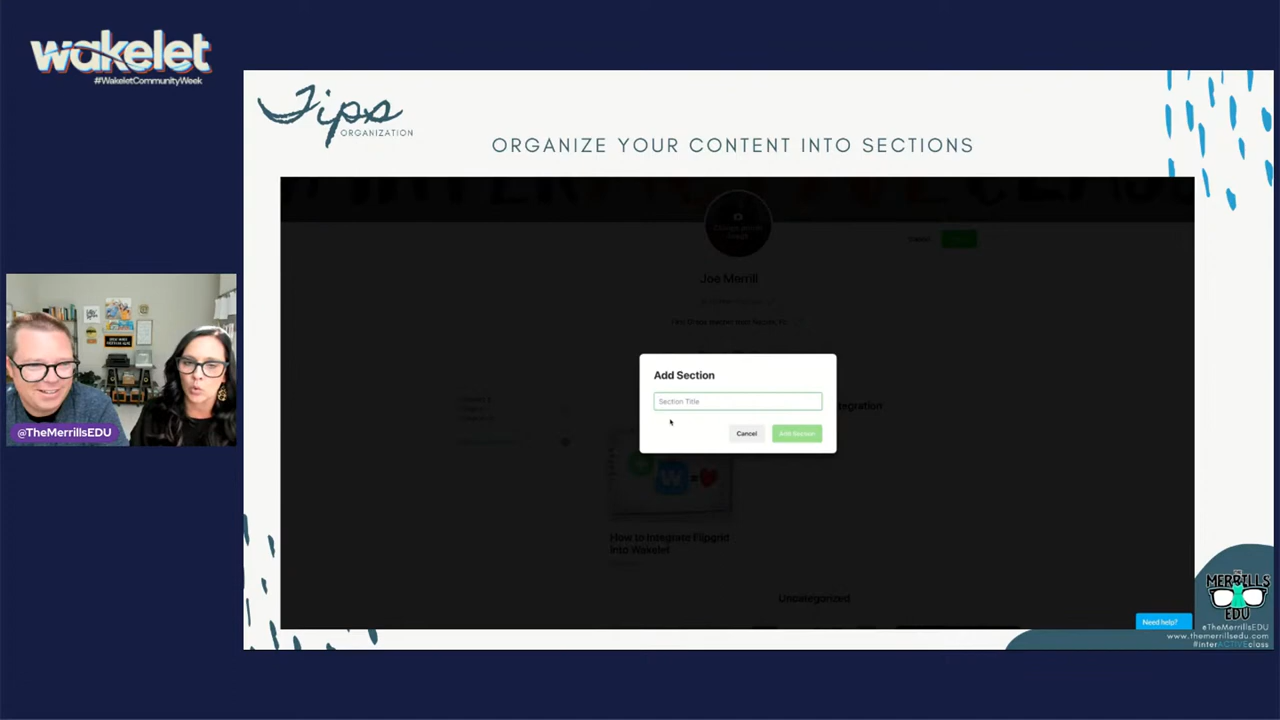 wakelet
#WakeletCommunityWeek
Tips
ORGANIZATION
ORGANIZE YOUR CONTENT INTO SECTIONS
Joe Merrill
Add Section
Section Title
Cancel
Add Section
How to Integrate Flipgrid
Into Wakelet
Uncategorized
Need help?
@TheMerrillsEDU
THE
MERRILLS
EDU
@TheMerrillsEDU
www.themerrillsedu.com
#interACTIVEclass